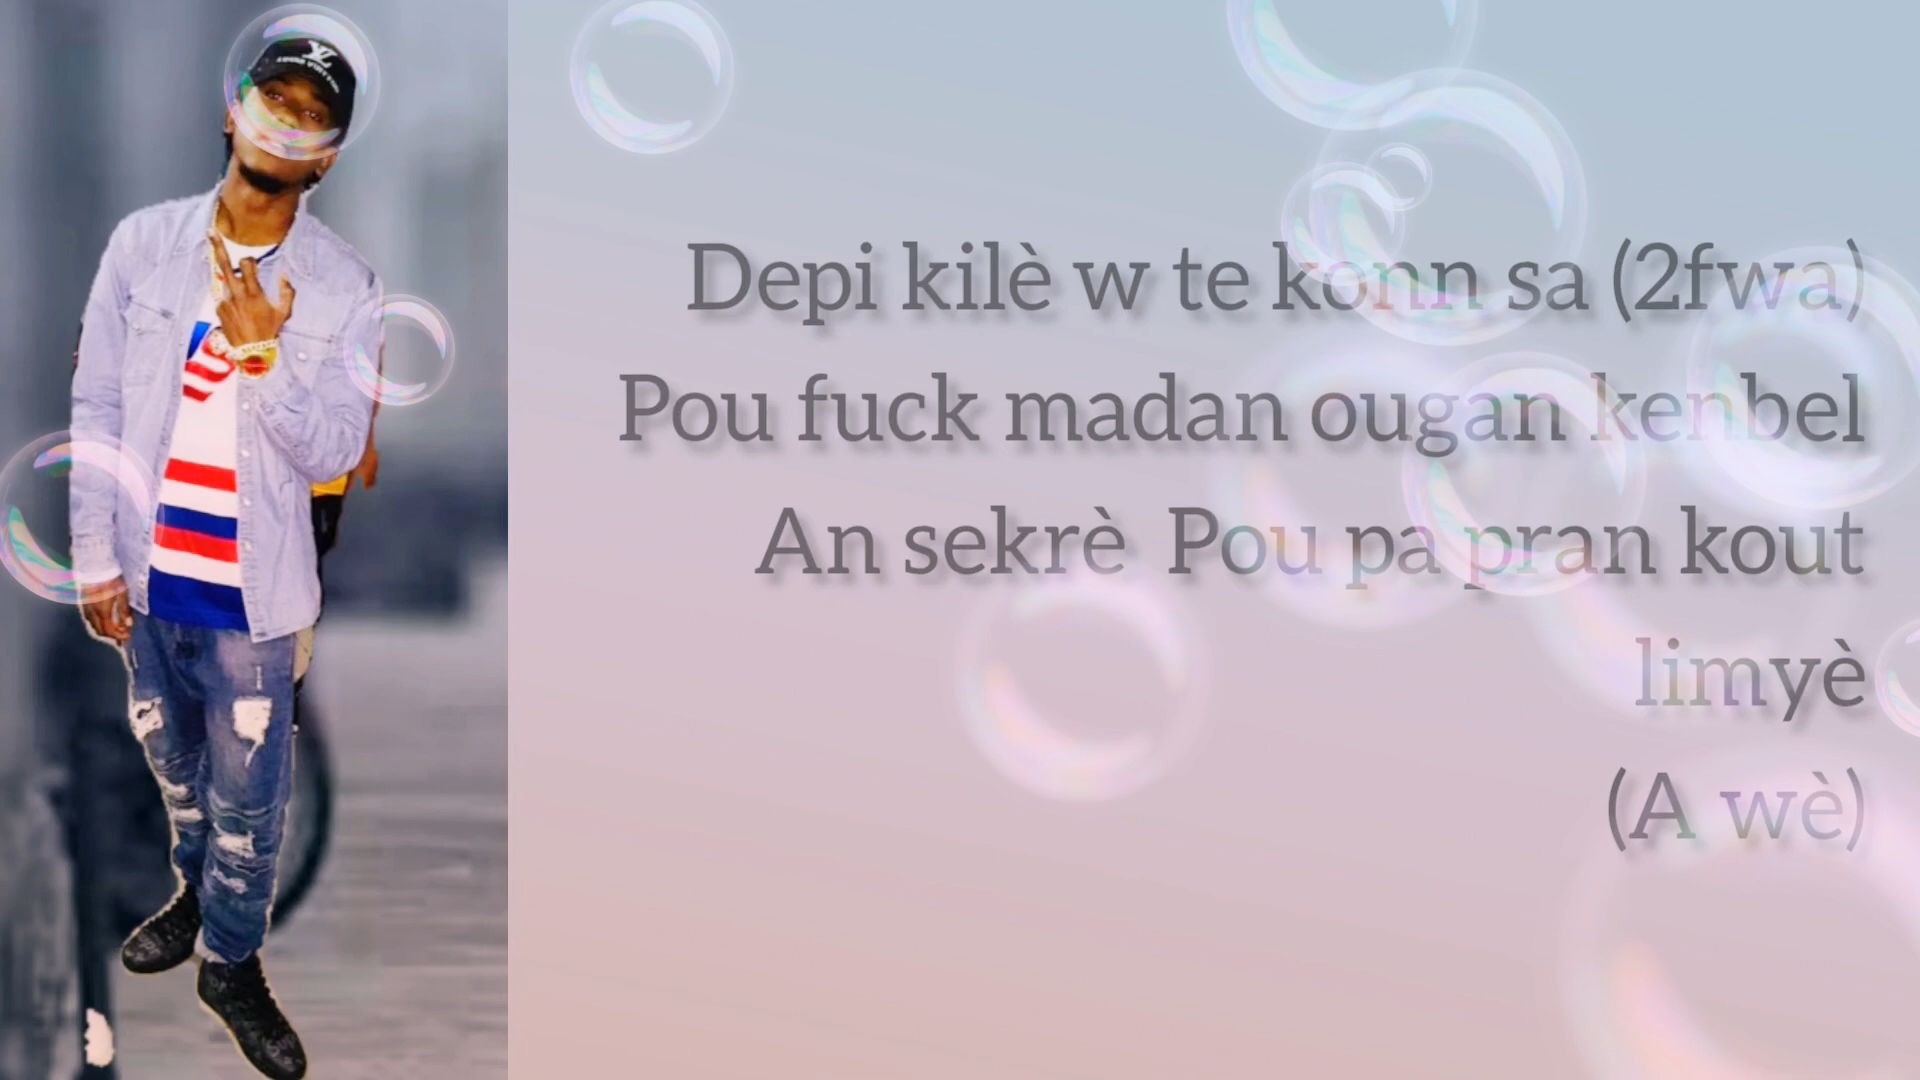 Depi kilè w te konn sa (2fwa)
Pou fuck madan ougan kenbel
An sekrè Pou pa pran kout
limyè
(A wè)